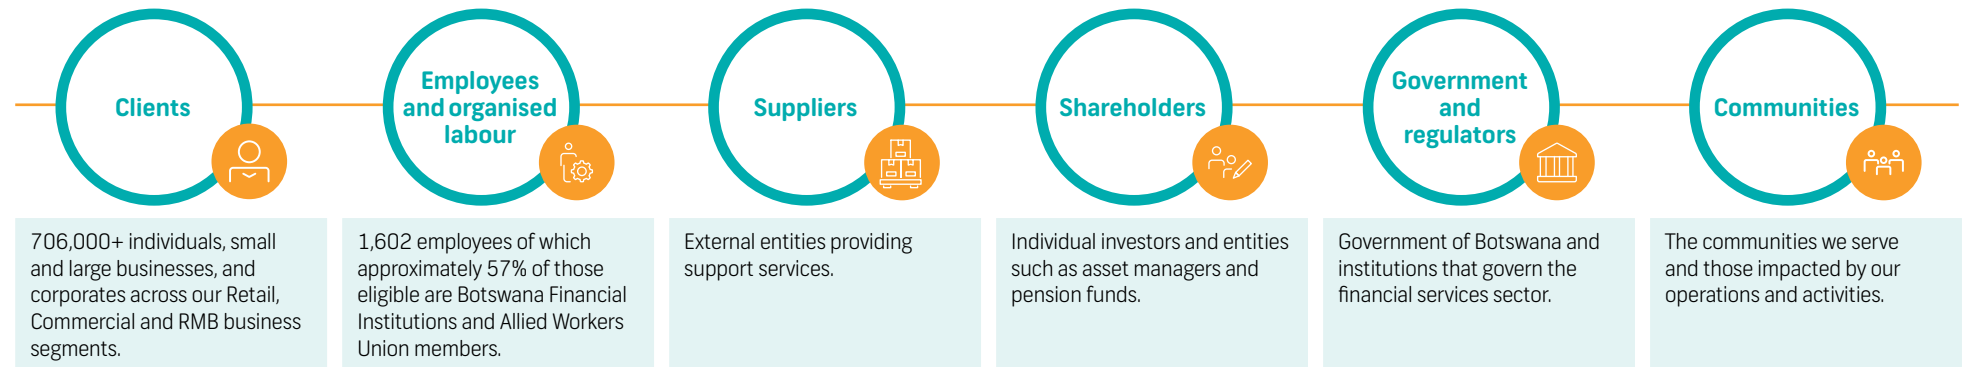 Clients
706,000+ individuals, small
and large businesses, and
corporates across our Retail,
Commercial and RMB business
segments.
Employees
and organised
labour
1,602 employees of which
approximately 57% of those
eligible are Botswana Financial
Institutions and Allied Workers
Union members.
Suppliers
External entities providing
support services.
Shareholders
Individual investors and entities
such as asset managers and
pension funds.
Government
and
regulators
Government of Botswana and
institutions that govern the
financial services sector.
Communities
The communities we serve
and those impacted by our
operations and activities.